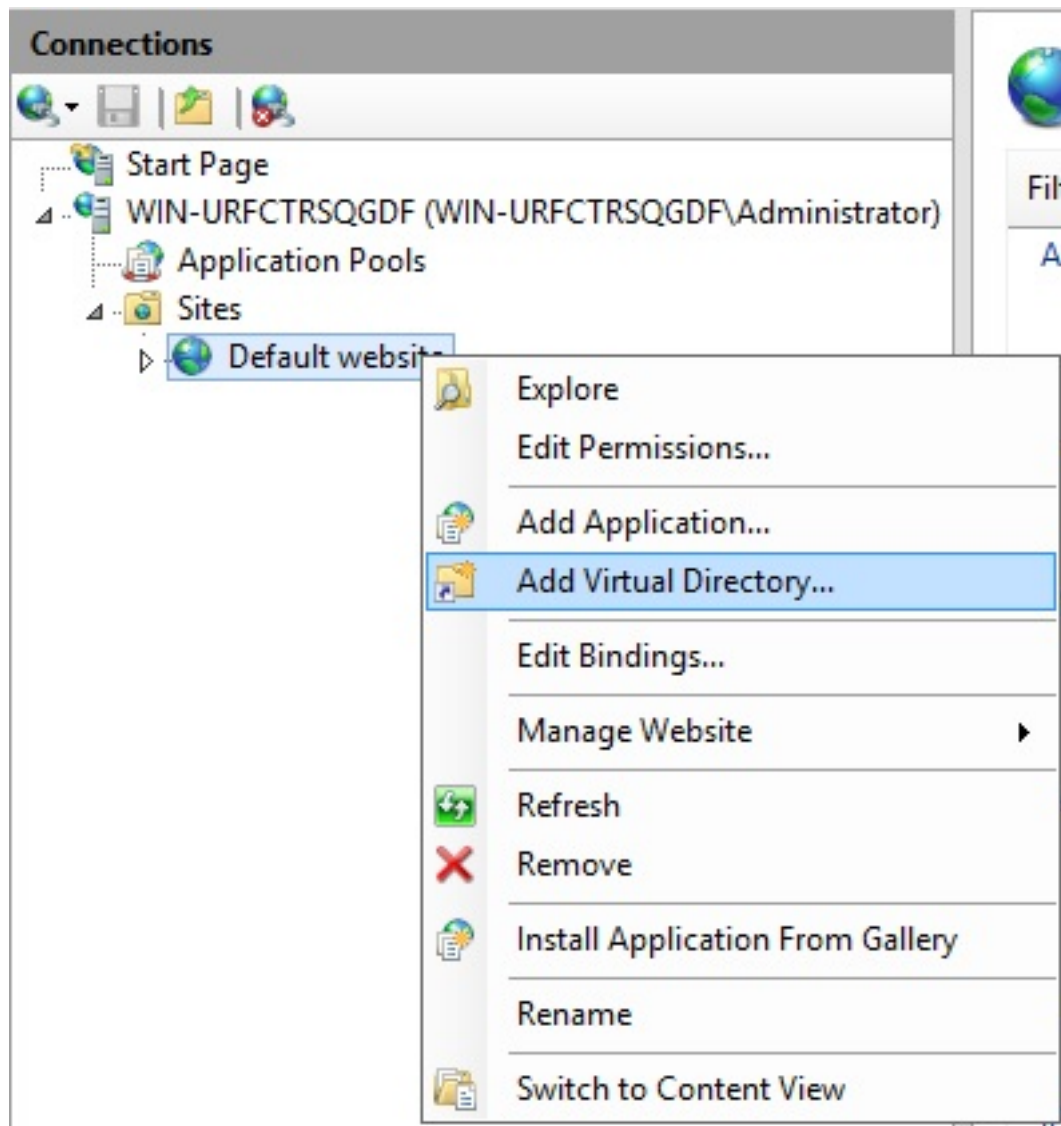 Connections
Start Page
WIN-URFCTRSQGDF (WIN-URFCTRSQGDF\Administrator)
Application Pools
Sites
Default website
Explore
Edit Permissions...
Add Application...
Add Virtual Directory...
Edit Bindings...
Manage Website
Refresh
Remove
Install Application From Gallery
Rename
Switch to Content View